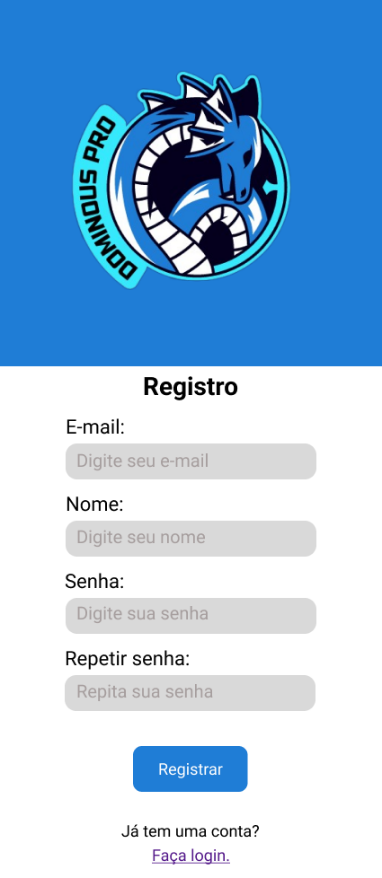 DOMINOUS PRO
Registro
E-mail:
Digite seu e-mail
Nome:
Digite seu nome
Senha:
Digite sua senha
Repetir senha:
Repita sua senha
Registrar
Já tem uma conta?
Faça login.